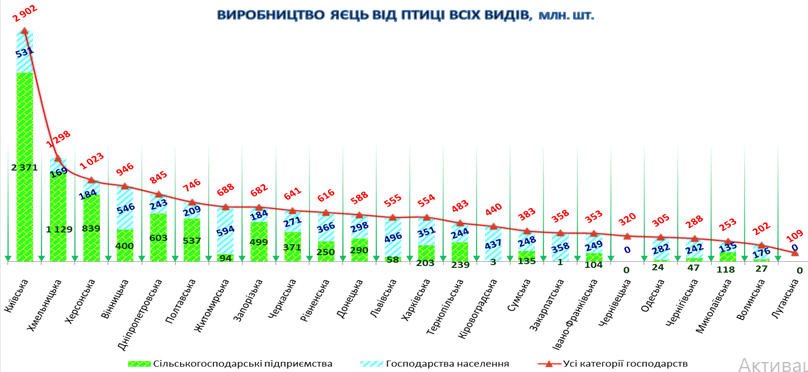 ВИРОБНИЦТВО ЯЄЦЬ ВІД ПТИЦІ ВСІХ ВИДІВ, МЛН. ШТ.
2 902 1 298 1 023 946 845 746 688 682 641 616 588 555 554 483 440 383 358 353 320 305 288 253 202 109
531 169 184 546 243 209 594 184 271 366 298 496 351 244 437 248 358 249 0 282 242 135 176 0
2 371 1 129 839 400 603 537 94 499 371 250 290 58 203 239 3 135 1 104 0 24 47 118 27 0
Київська
Хмельницька
Херсонська
Вінницька
Дніпропетровська
Полтавська
Житомирська
Запорізька
Черкаська
Рівненська
Донецька
Львівська
Харківська
Тернопільська
Кіровоградська
Сумська
Закарпатська
Івано-Франківська
Чернівецька
Одеська
Чернігівська
Миколаївська
Волинська
Луганська
Сільськогосподарські підприємства Господарства населення Усі категорії господарств
Активац